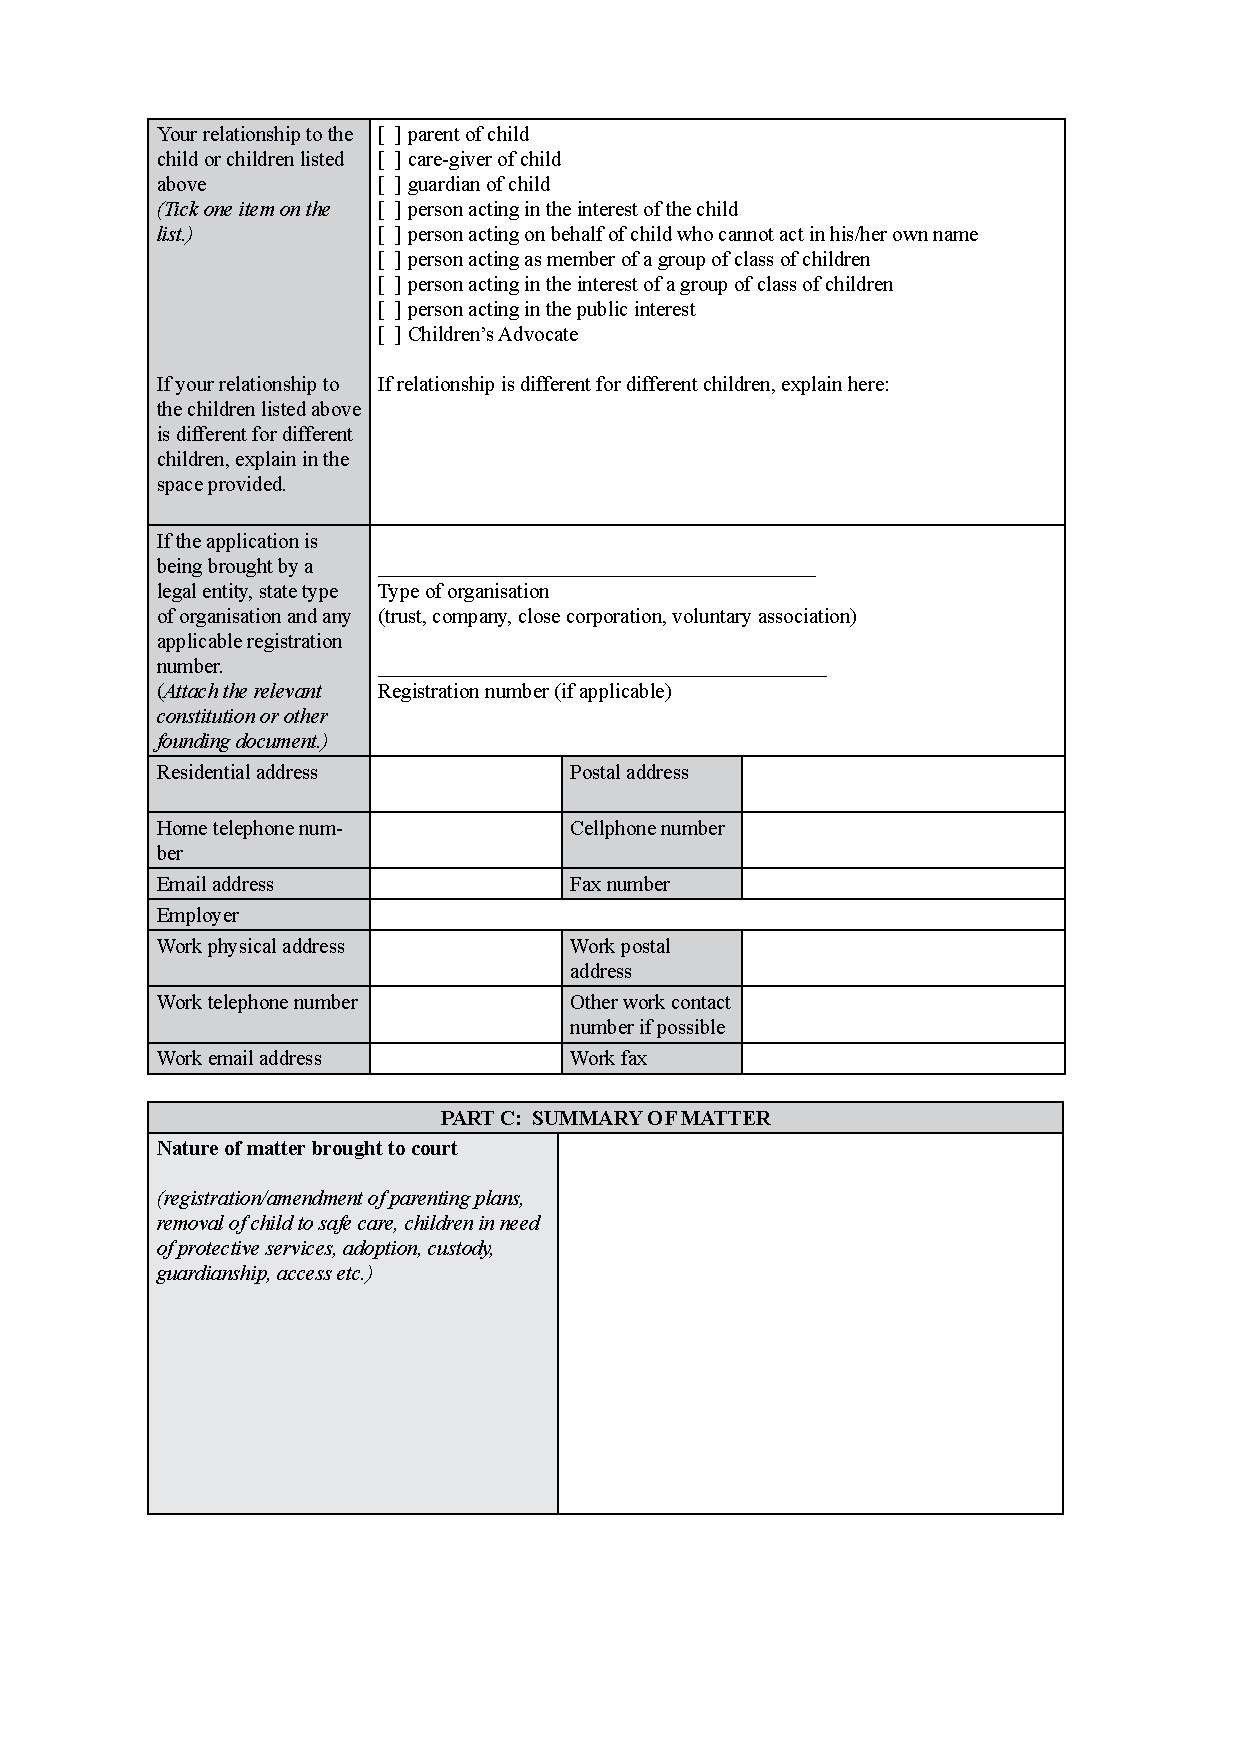 Your relationship to the
child or children listed
above
(Tick one item on the
list.)
If your relationship to
the children listed above
is different for different
children, explain in the
space provided.
[  ] parent of child
[  ] care-giver of child
[  ] guardian of child
[  ] person acting in the interest of the child
[  ] person acting on behalf of child who cannot act in his/her own name
[  ] person acting as member of a group of class of children
[  ] person acting in the interest of a group of class of children
[  ] person acting in the public interest
[  ] Children’s Advocate
If relationship is different for different children, explain here:
If the application is
being brought by a
legal entity, state type
of organisation and any
applicable registration
number.
(Attach the relevant
constitution or other
founding document.)
Type of organisation
(trust, company, close corporation, voluntary association)
Registration number (if applicable)
Residential address
Postal address
Home telephone num-
ber
Cellphone number
Email address
Fax number
Employer
Work physical address
Work postal
address
Work telephone number
Other work contact
number if possible
Work email address
Work fax
PART C:  SUMMARY OF MATTER
Nature of matter brought to court
(registration/amendment of parenting plans,
removal of child to safe care, children in need
of protective services, adoption, custody,
guardianship, access etc.)